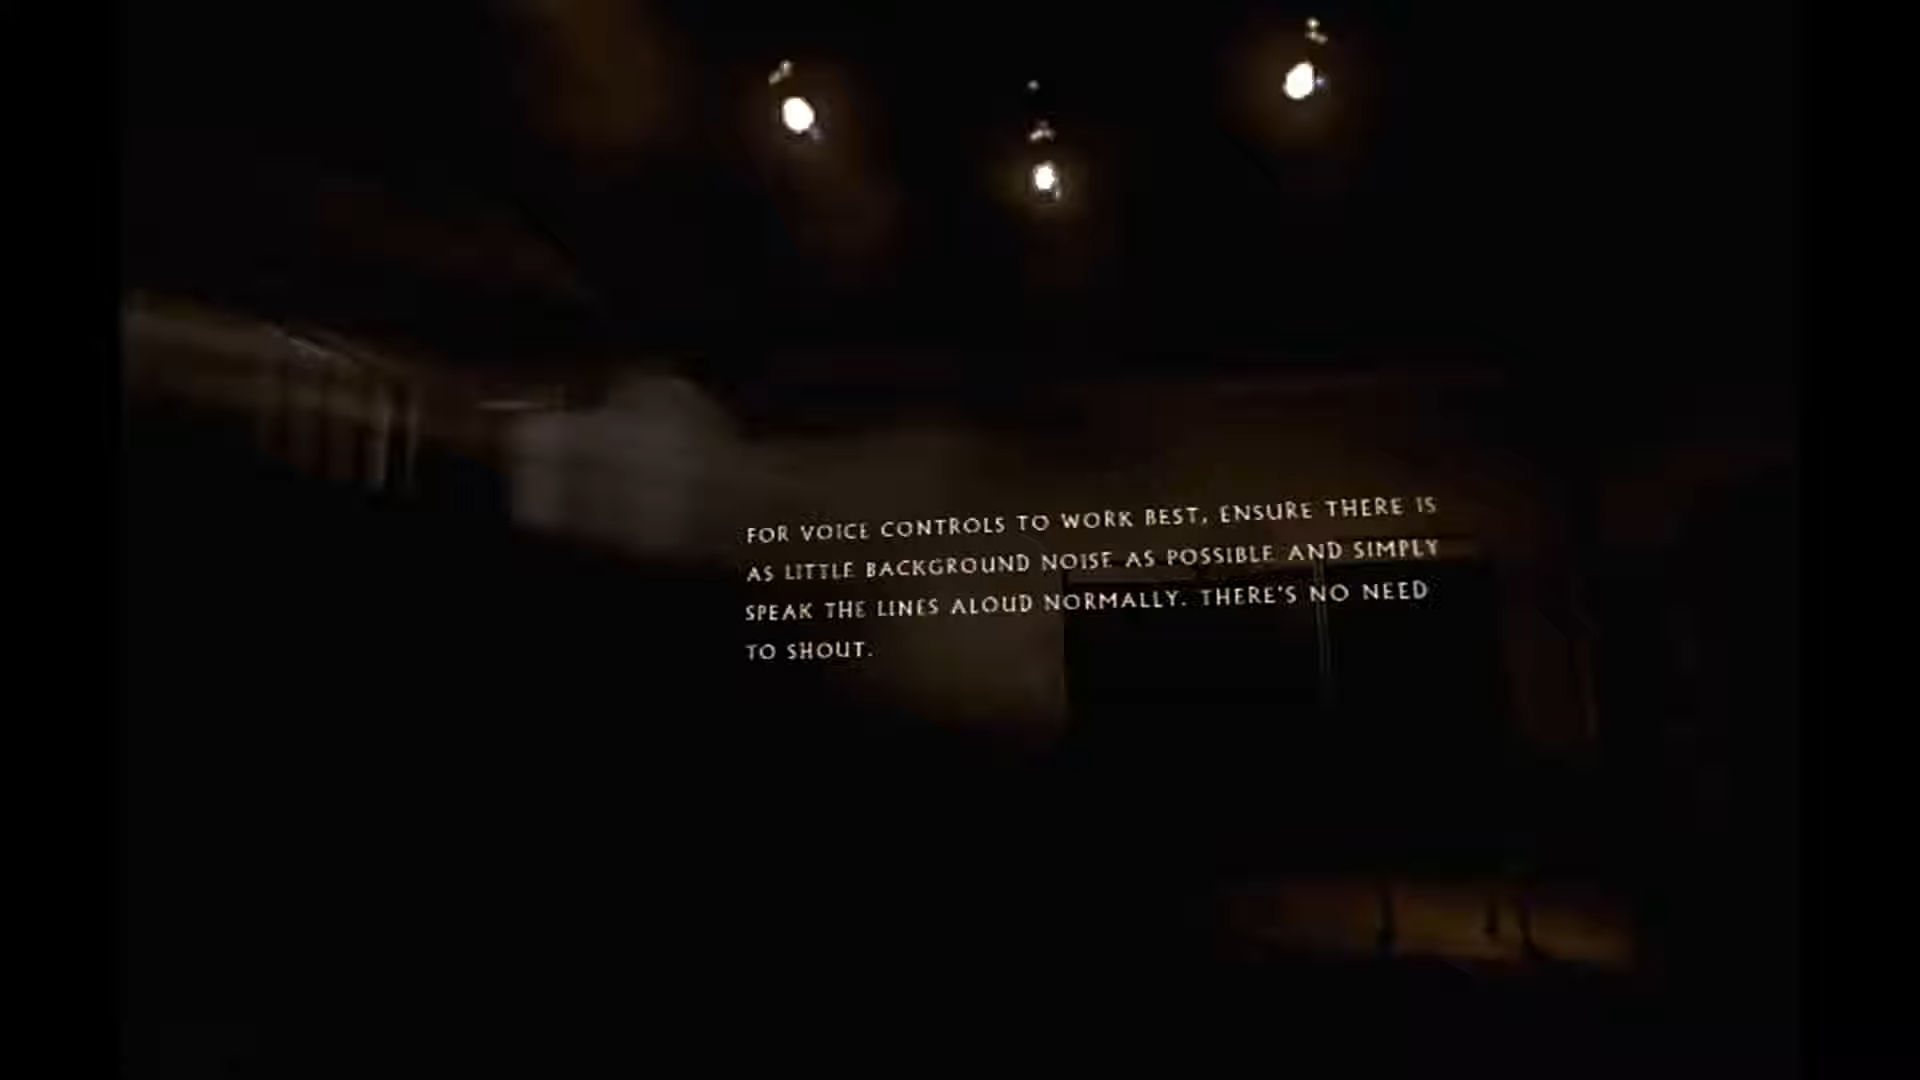 FOR VOICE CONTROLS TO WORK BEST, ENSURE THERE IS
AS LITTLE BACKGROUND NOISE AS POSSIBLE AND SIMPLY
SPEAK THE LINES ALOUD NORMALLY. THERE'S NO NEED
TO SHOUT.